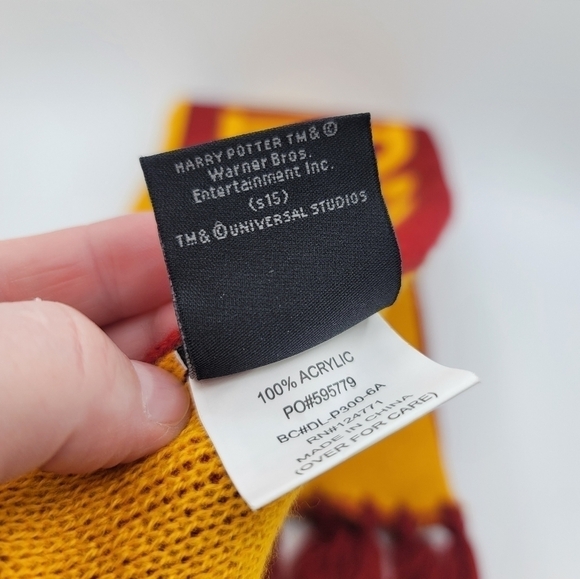 HARRY POTTER TM & ©
Warner Bros.
Entertainment Inc.
(s15)
TM & © UNIVERSAL STUDIOS
100% ACRYLIC
PO#595779
BC#DL-P300-6A
RN#124771
MADE IN CHINA
(OVER FOR CARE)